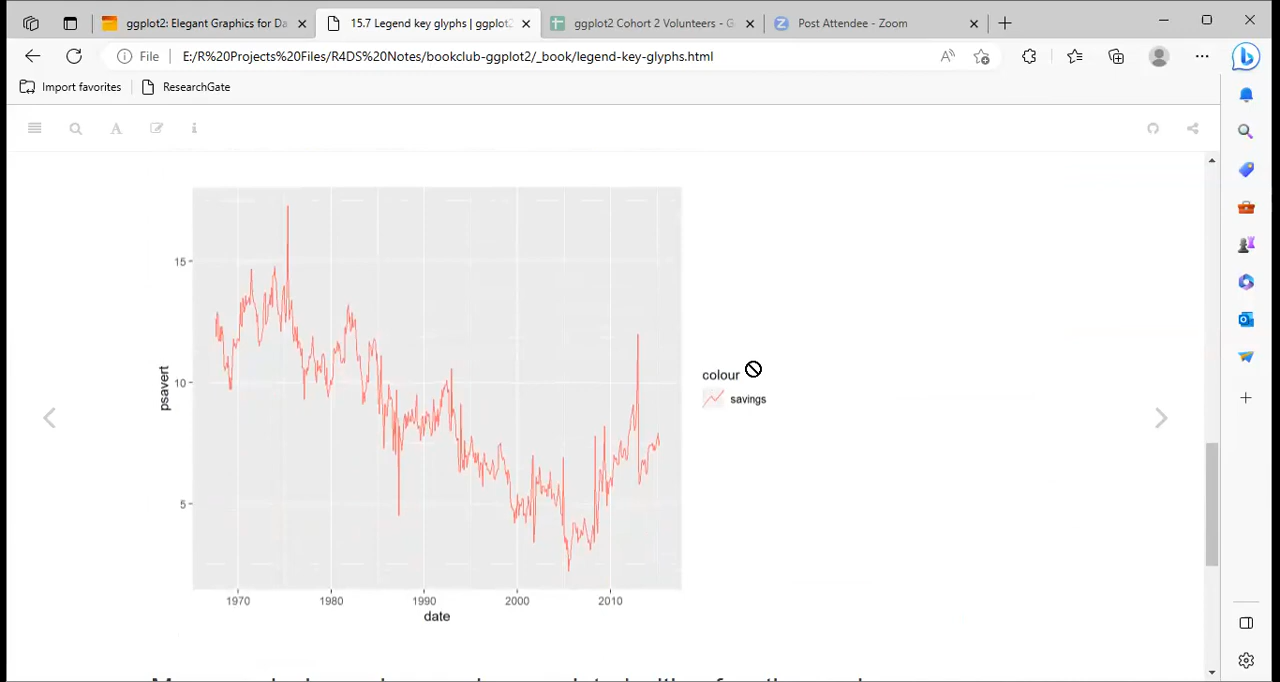 ggplot2: Elegant Graphics for Da
15.7 Legend key glyphs | ggplot2
ggplot2 Cohort 2 Volunteers - G
Post Attendee - Zoom
File
E:/R%20Projects%20Files/R4DS%20Notes/bookclub-ggplot2/_book/legend-key-glyphs.html
Import favorites
ResearchGate
15
10
5
psavert
1970
1980
1990
2000
2010
date
colour
savings